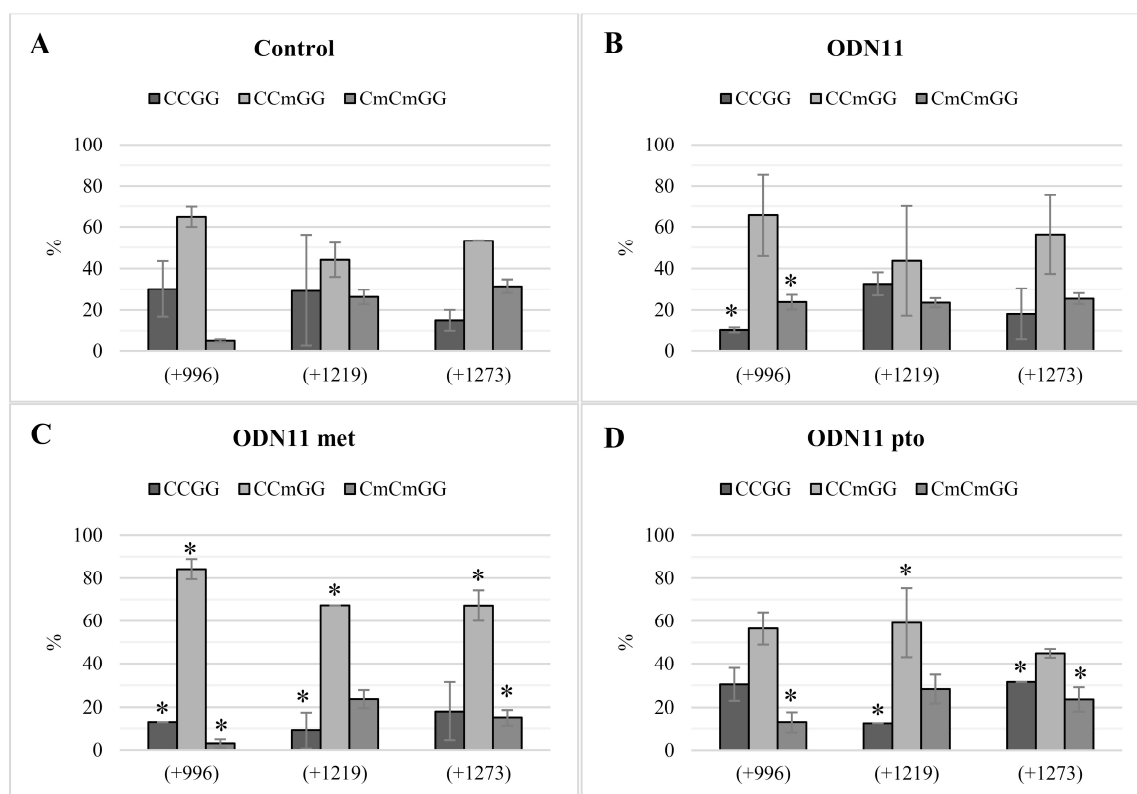 A
Control
CCGG CCmGG CmCmGG
100
80
60
40
20
0
%
(+996) (+1219) (+1273)
B
ODN11
CCGG CCmGG CmCmGG
100
80
60
40
20
0
%
* *
(+996) (+1219) (+1273)
C
ODN11 met
CCGG CCmGG CmCmGG
100
80
60
40
20
0
%
* * * * * * *
(+996) (+1219) (+1273)
D
ODN11 pto
CCGG CCmGG CmCmGG
100
80
60
40
20
0
%
* * * * *
(+996) (+1219) (+1273)